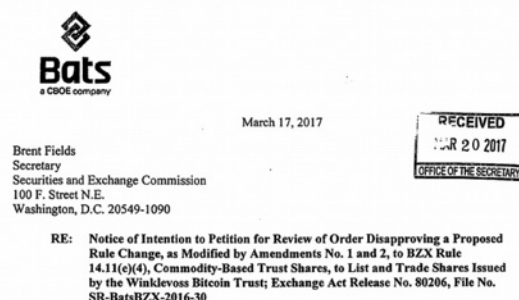 Bats
a CBOE company
March 17, 2017
RECEIVED
MAR 20 2017
OFFICE OF THE SECRETARY
Brent Fields
Secretary
Securities and Exchange Commission
100 F. Street N.E.
Washington, D.C. 20549-1090
RE: Notice of Intention to Petition for Review of Order Disapproving a Proposed
Rule Change, as Modified by Amendments No. 1 and 2, to BZX Rule
14.11(e)(4), Commodity-Based Trust Shares, to List and Trade Shares Issued
by the Winklevoss Bitcoin Trust; Exchange Act Release No. 80206, File No.
SR-BatsBZX-2016-30